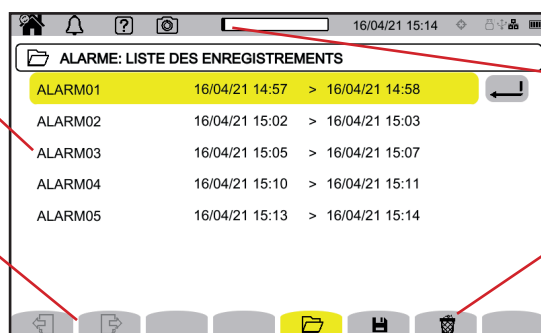 16/04/21 15:14
ALARME: LISTE DES ENREGISTREMENTS
ALARM01 16/04/21 14:57 > 16/04/21 14:58
ALARM02 16/04/21 15:02 > 16/04/21 15:03
ALARM03 16/04/21 15:05 > 16/04/21 15:07
ALARM04 16/04/21 15:10 > 16/04/21 15:11
ALARM05 16/04/21 15:13 > 16/04/21 15:14